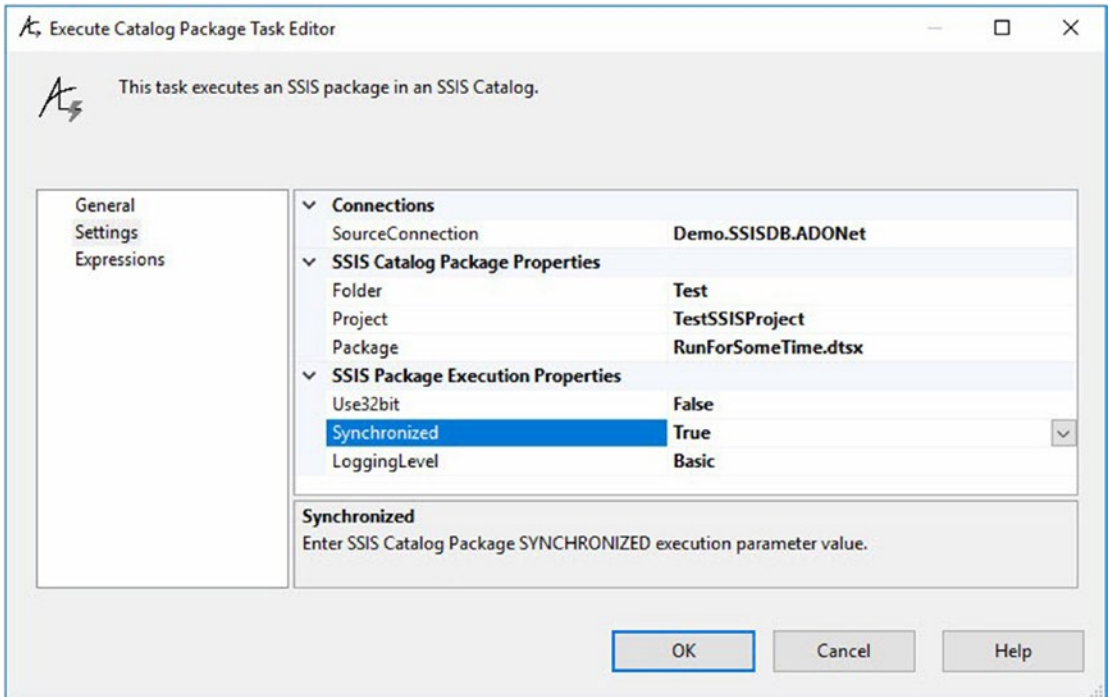 Execute Catalog Package Task Editor
This task executes an SSIS package in an SSIS Catalog.
General
Settings
Expressions
Connections
SourceConnection Demo.SSISDB.ADONet
SSIS Catalog Package Properties
Folder Test
Project TestSSISProject
Package RunForSomeTime.dtsx
SSIS Package Execution Properties
Use32bit False
Synchronized True
LoggingLevel Basic
Synchronized
Enter SSIS Catalog Package SYNCHRONIZED execution parameter value.
OK Cancel Help